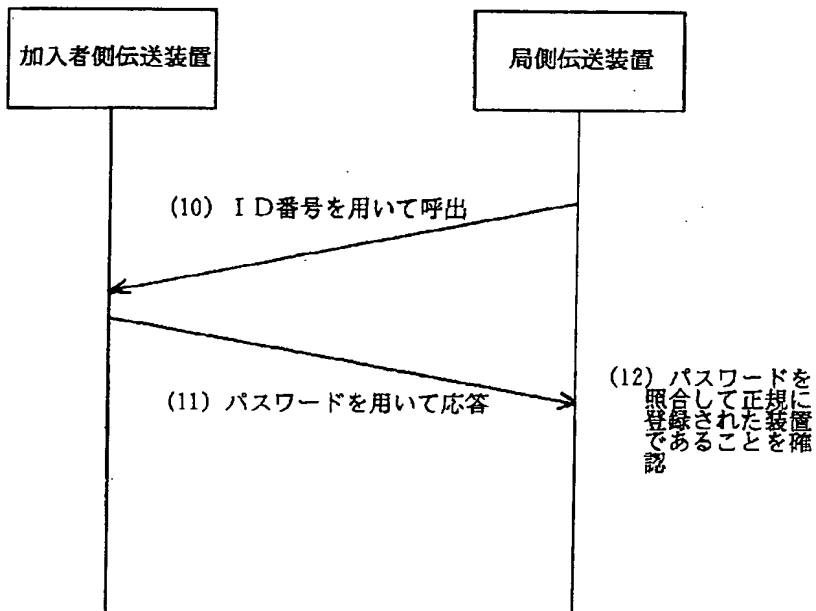 加入者側伝送装置
局側伝送装置
(10) ID番号を用いて呼出
(11) パスワードを用いて応答
(12) パスワードを
照合して正規に
登録された装置
であることを確
認